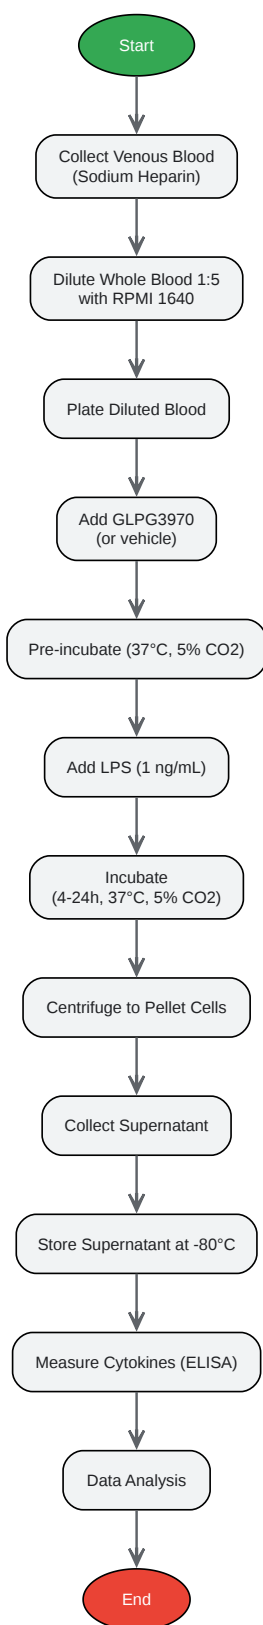 Start
Collect Venous Blood
(Sodium Heparin)
Dilute Whole Blood 1:5
with RPMI 1640
Plate Diluted Blood
Add GLPG3970
(or vehicle)
Pre-incubate (37°C, 5% CO2)
Add LPS (1 ng/mL)
Incubate
(4-24h, 37°C, 5% CO2)
Centrifuge to Pellet Cells
Collect Supernatant
Store Supernatant at -80°C
Measure Cytokines (ELISA)
Data Analysis
End